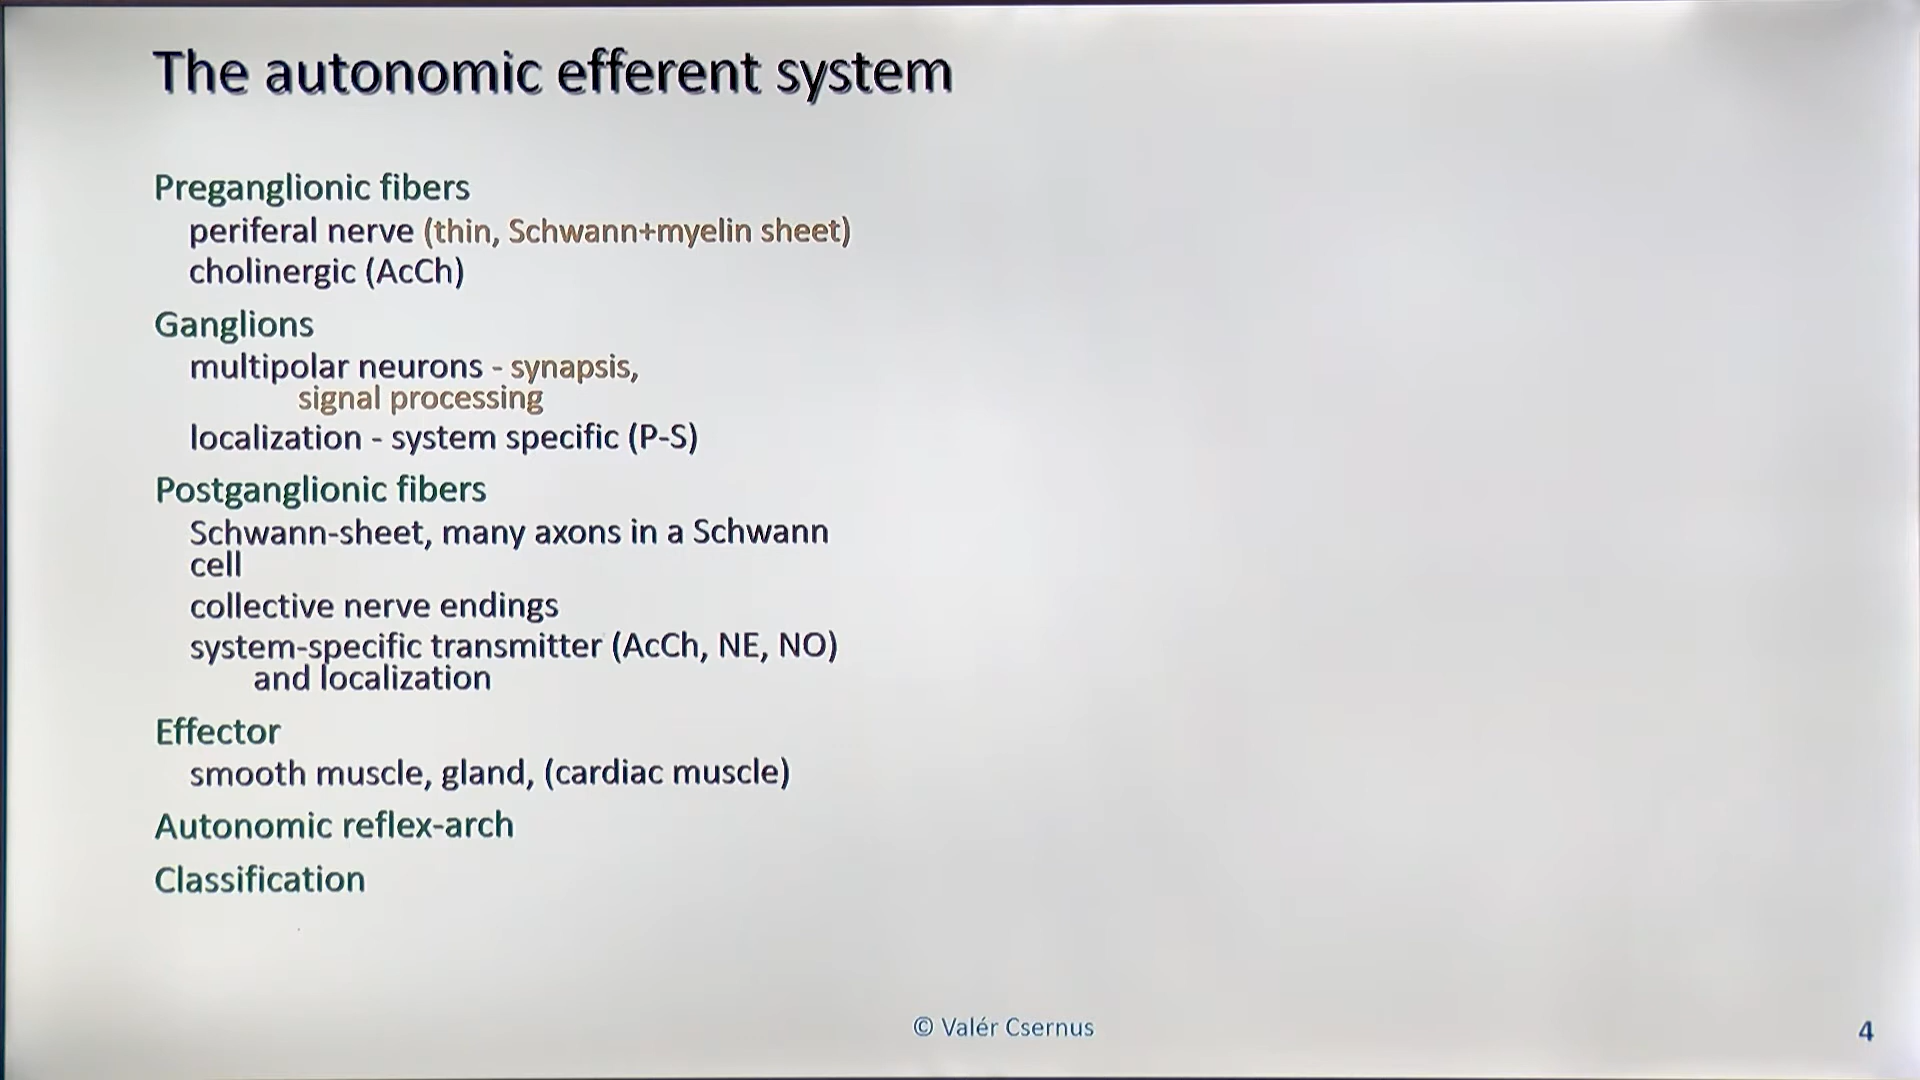 The autonomic efferent system
Preganglionic fibers
periferal nerve (thin, Schwann+myelin sheet)
cholinergic (AcCh)
Ganglions
multipolar neurons - synapsis,
signal processing
localization - system specific (P-S)
Postganglionic fibers
Schwann-sheet, many axons in a Schwann
cell
collective nerve endings
system-specific transmitter (AcCh, NE, NO)
and localization
Effector
smooth muscle, gland, (cardiac muscle)
Autonomic reflex-arch
Classification
© Valér Csernus
4